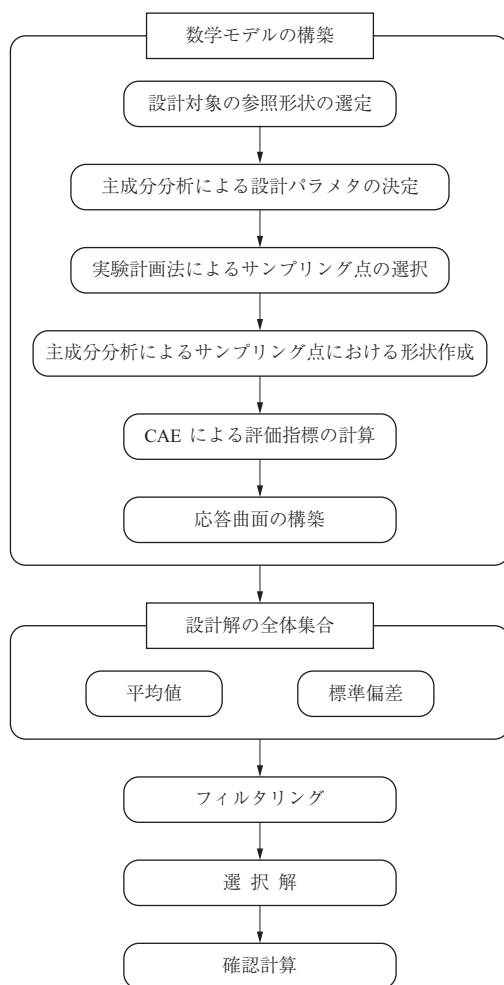 数学モデルの構築
設計対象の参照形状の選定
主成分分析による設計パラメタの決定
実験計画法によるサンプリング点の選択
主成分分析によるサンプリング点における形状作成
CAE による評価指標の計算
応答曲面の構築
設計解の全体集合
平均値 標準偏差
フィルタリング
選 択 解
確認計算